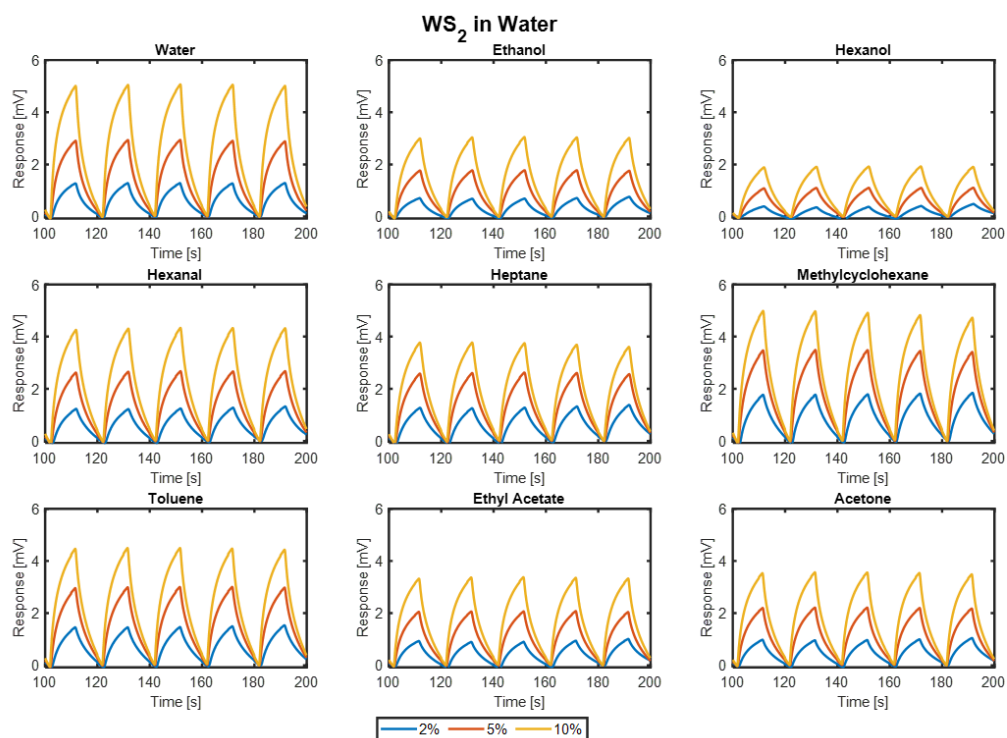 WS2 in Water
Water
Response [mV]
6
4
2
0
100 120 140 160 180 200
Time [s]
Ethanol
Response [mV]
6
4
2
0
100 120 140 160 180 200
Time [s]
Hexanol
Response [mV]
6
4
2
0
100 120 140 160 180 200
Time [s]
Hexanal
Response [mV]
6
4
2
0
100 120 140 160 180 200
Time [s]
Heptane
Response [mV]
6
4
2
0
100 120 140 160 180 200
Time [s]
Methylcyclohexane
Response [mV]
6
4
2
0
100 120 140 160 180 200
Time [s]
Toluene
Response [mV]
6
4
2
0
100 120 140 160 180 200
Time [s]
Ethyl Acetate
Response [mV]
6
4
2
0
100 120 140 160 180 200
Time [s]
Acetone
Response [mV]
6
4
2
0
100 120 140 160 180 200
Time [s]
2% 5% 10%